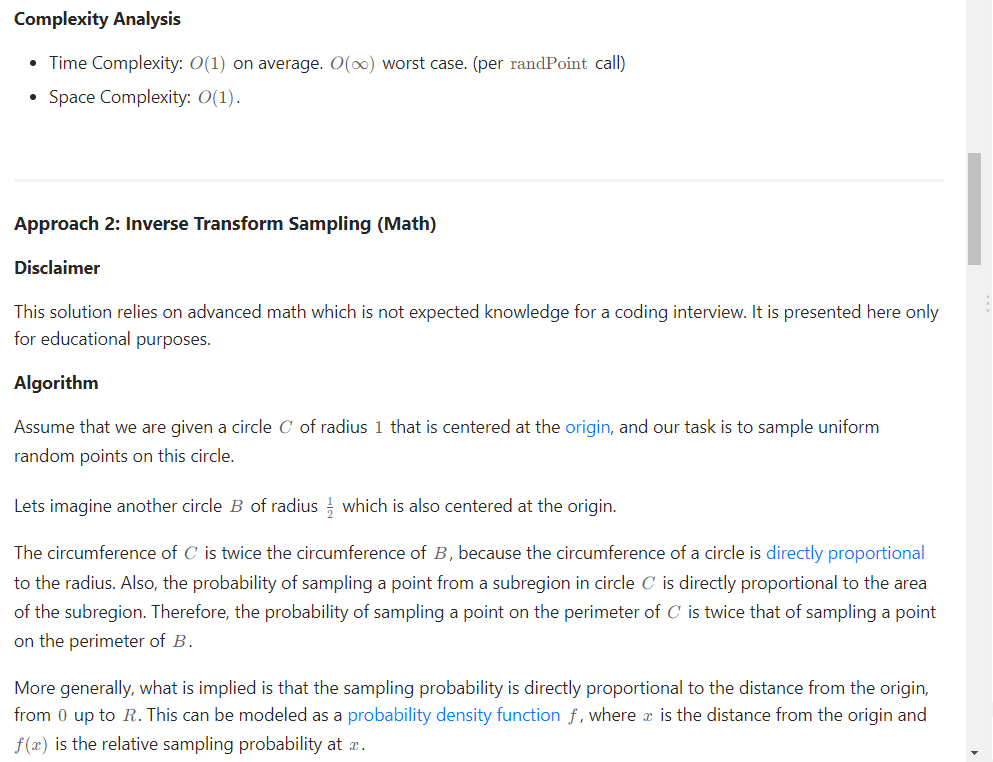 Complexity Analysis
• Time Complexity: O(1) on average. O(∞) worst case. (per randPoint call)
• Space Complexity: O(1).
Approach 2: Inverse Transform Sampling (Math)
Disclaimer
This solution relies on advanced math which is not expected knowledge for a coding interview. It is presented here only
for educational purposes.
Algorithm
Assume that we are given a circle C of radius 1 that is centered at the origin, and our task is to sample uniform
random points on this circle.
Lets imagine another circle B of radius 1/2 which is also centered at the origin.
The circumference of C is twice the circumference of B, because the circumference of a circle is directly proportional
to the radius. Also, the probability of sampling a point from a subregion in circle C is directly proportional to the area
of the subregion. Therefore, the probability of sampling a point on the perimeter of C is twice that of sampling a point
on the perimeter of B.
More generally, what is implied is that the sampling probability is directly proportional to the distance from the origin,
from 0 up to R. This can be modeled as a probability density function f, where x is the distance from the origin and
f(x) is the relative sampling probability at x.